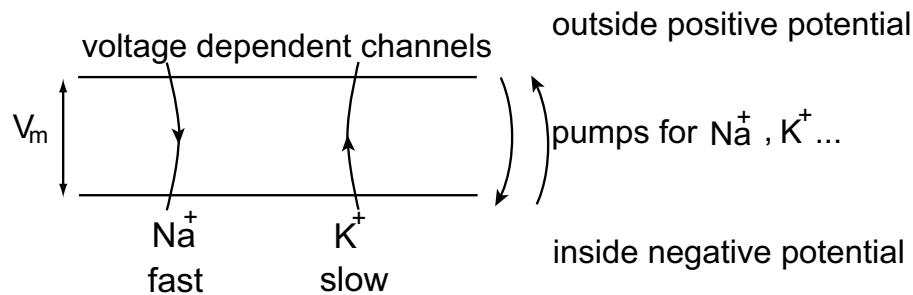 outside positive potential
voltage dependent channels
Vm
pumps for Na+ , K+ ...
Na+
K+
fast
slow
inside negative potential